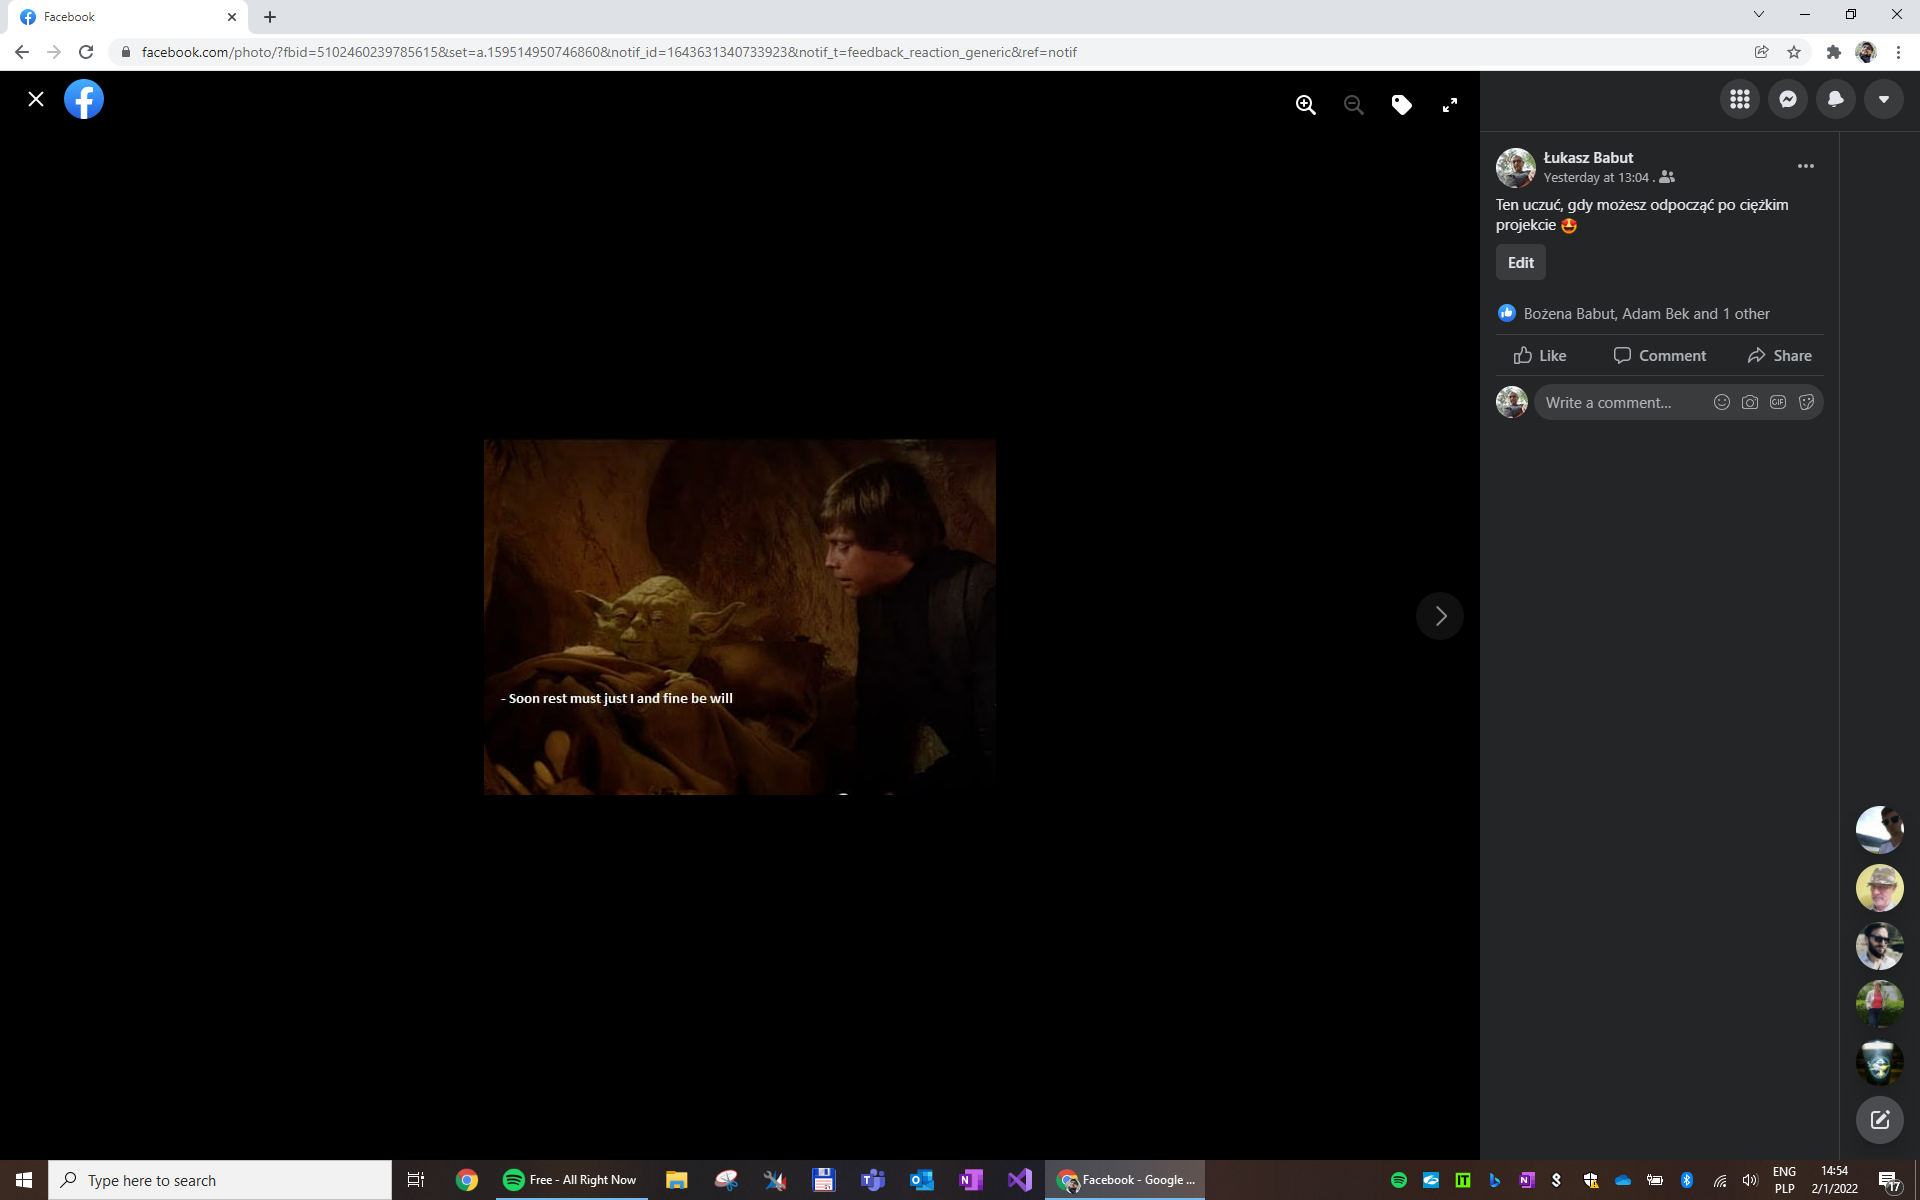 Facebook
facebook.com/photo/?fbid=5102460239785615&set=a.159514950746860&notif_id=1643631340733923&notif_t=feedback_reaction_generic&ref=notif
Łukasz Babut
Yesterday at 13:04 ·
Ten uczuć, gdy możesz odpocząć po ciężkim
projekcie
Edit
Bożena Babut, Adam Bek and 1 other
Like Comment Share
Write a comment...
GIF
- Soon rest must just I and fine be will
Type here to search
Free - All Right Now
Facebook - Google ...
ENG
PLP
14:54
2/1/2022
17